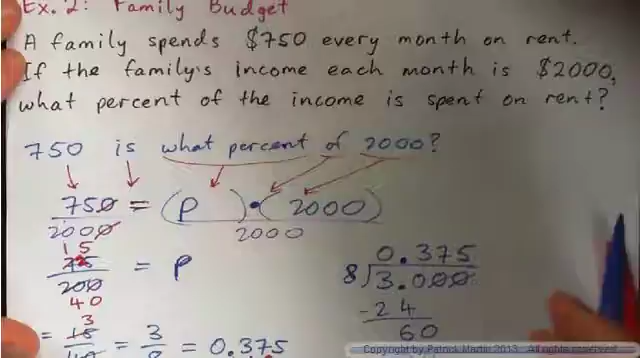 Ex. 2: Family Budget
A family spends $750 every month on rent.
If the family's income each month is $2000,
what percent of the income is spent on rent?
750 is what percent of 2000?
750 = (P) • (2000)
2000 2000
15
75 = P
200
40
0.375
8)3.000
-24
60
3
= 15 = 3 = 0.375
40 8
Copyright by Patrick Martin 2013. All rights reserved.